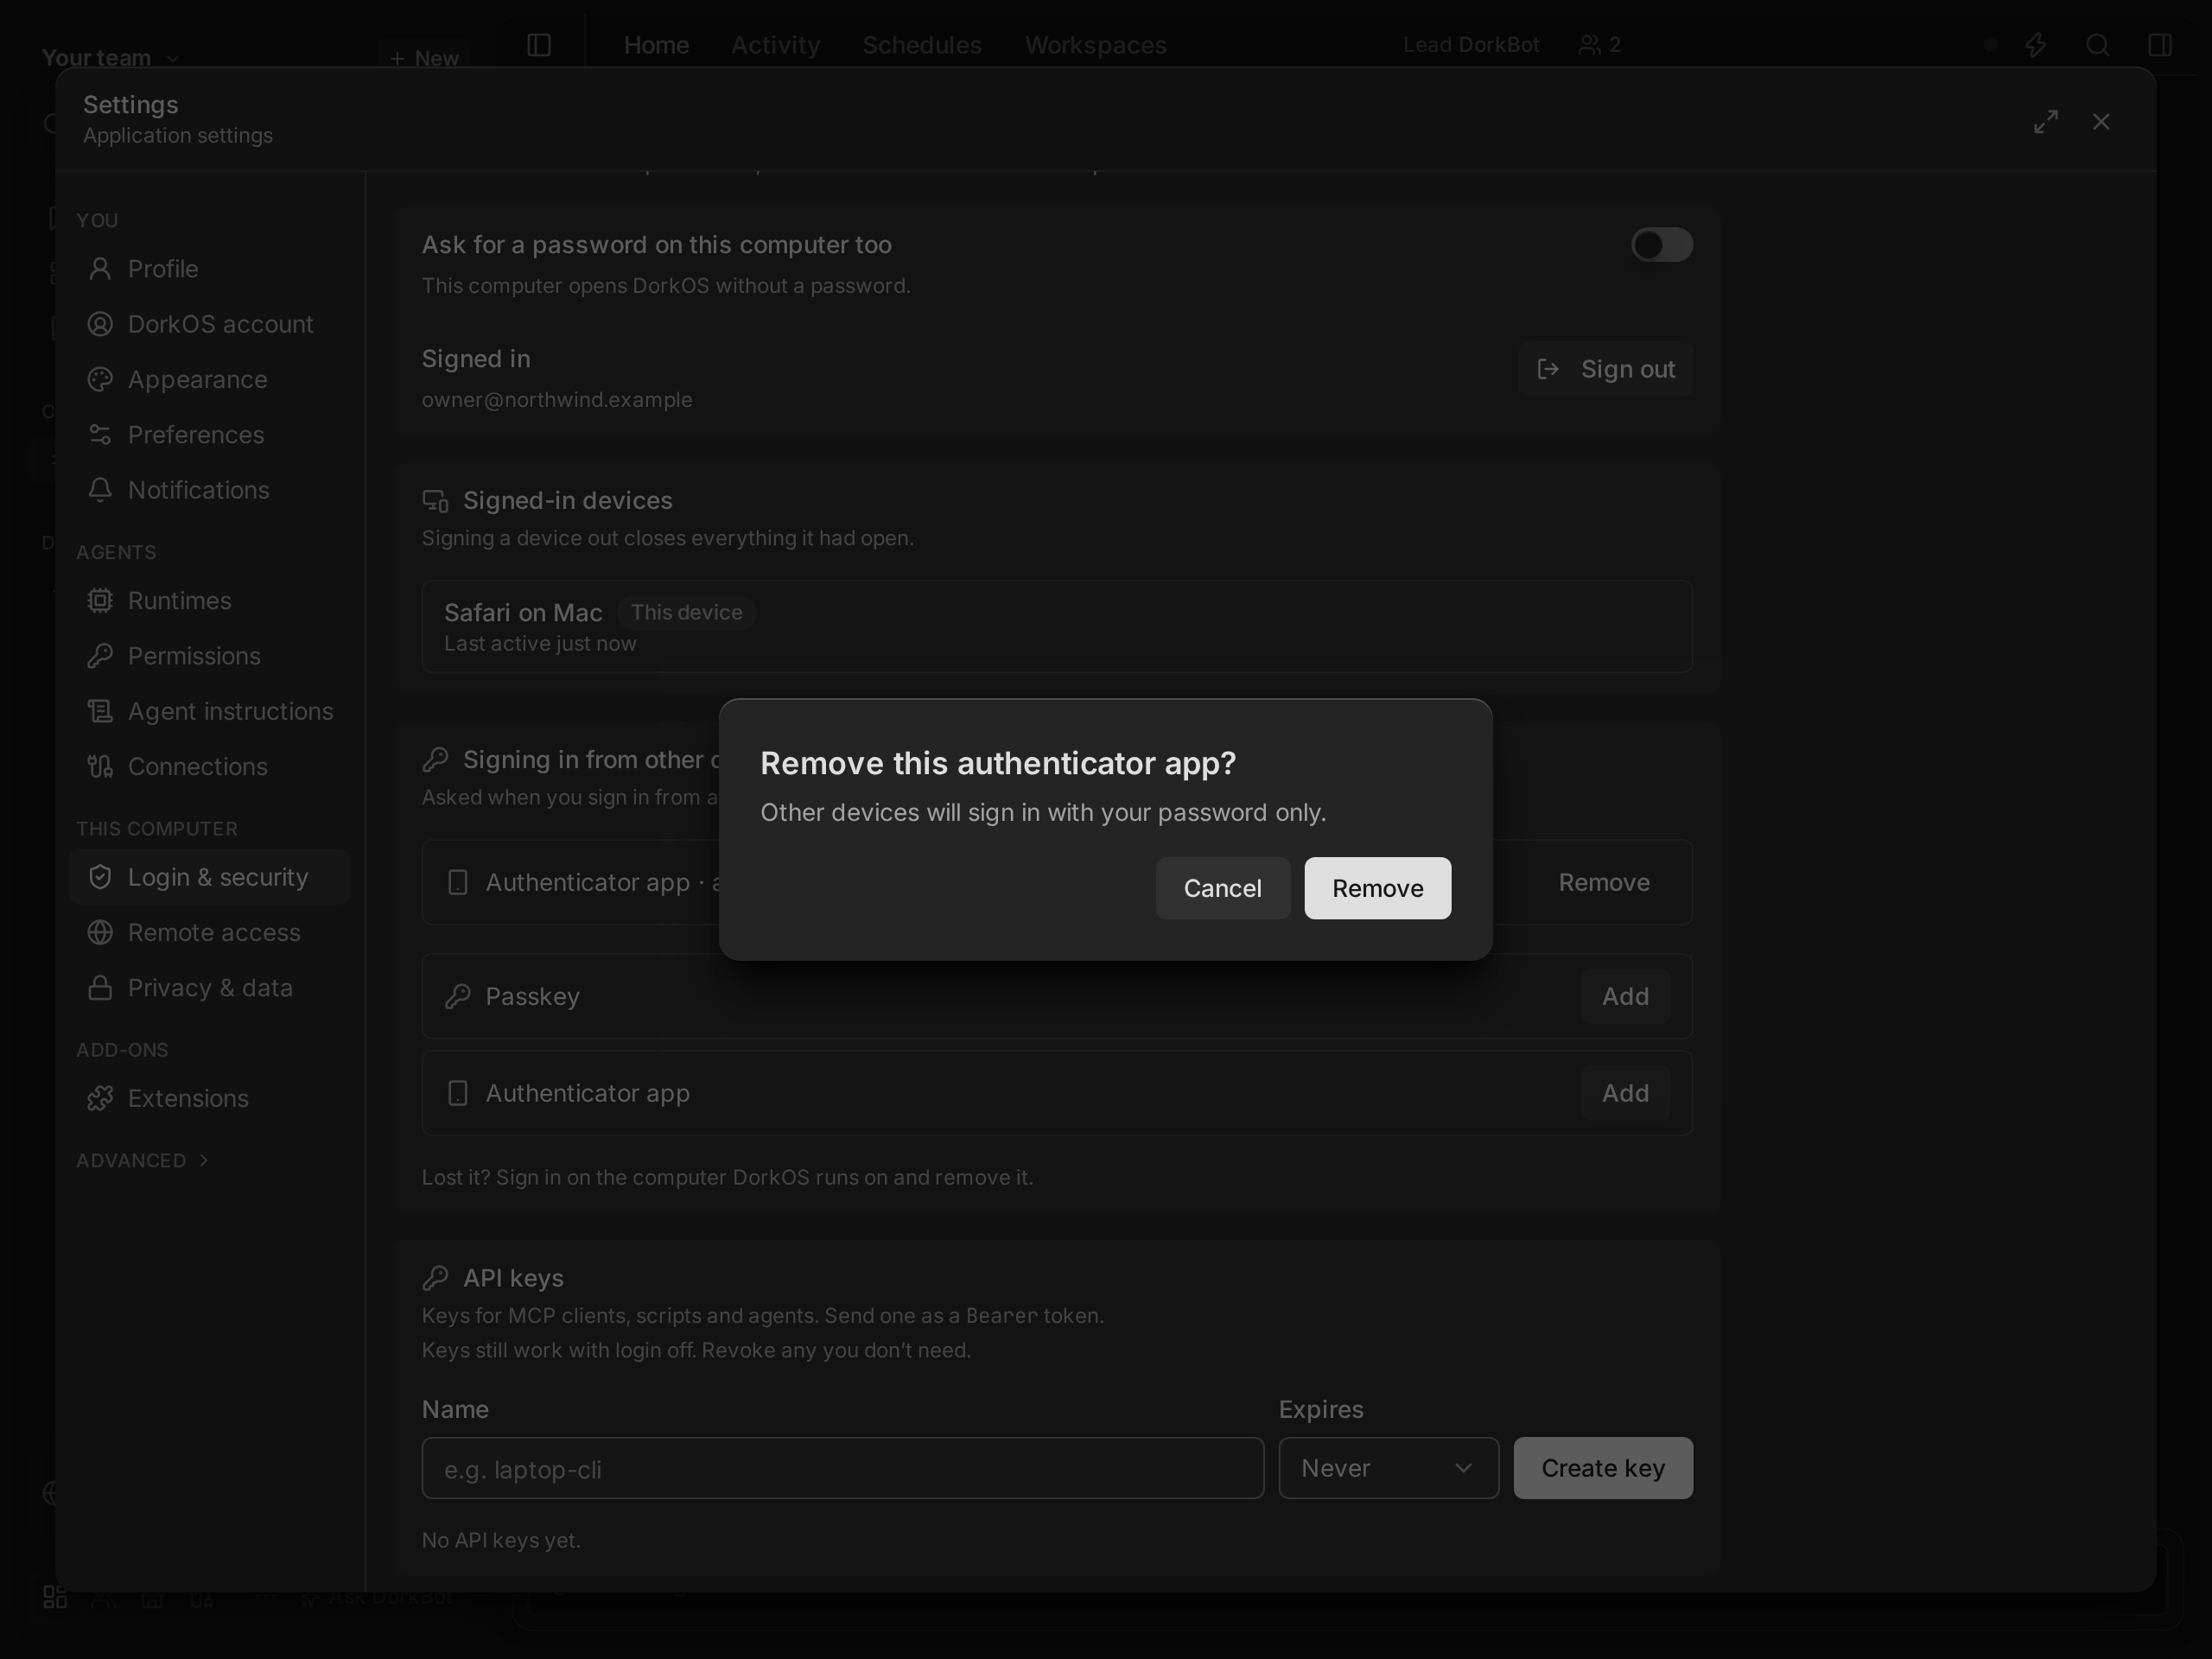 Your team
+ New
Home
Activity
Schedules
Workspaces
Lead DorkBot
2
Settings
Application settings
YOU
Profile
DorkOS account
Appearance
Preferences
Notifications
AGENTS
Runtimes
Permissions
Agent instructions
Connections
THIS COMPUTER
Login & security
Remote access
Privacy & data
ADD-ONS
Extensions
ADVANCED
Ask for a password on this computer too
This computer opens DorkOS without a password.
Signed in
owner@northwind.example
Sign out
Signed-in devices
Signing a device out closes everything it had open.
Safari on Mac This device
Last active just now
Signing in from other
Asked when you sign in from
Authenticator app ·
Remove
Remove this authenticator app?
Other devices will sign in with your password only.
Cancel
Remove
Passkey
Add
Authenticator app
Add
Lost it? Sign in on the computer DorkOS runs on and remove it.
API keys
Keys for MCP clients, scripts and agents. Send one as a Bearer token.
Keys still work with login off. Revoke any you don’t need.
Name
Expires
e.g. laptop-cli
Never
Create key
No API keys yet.
Ask DorkBot